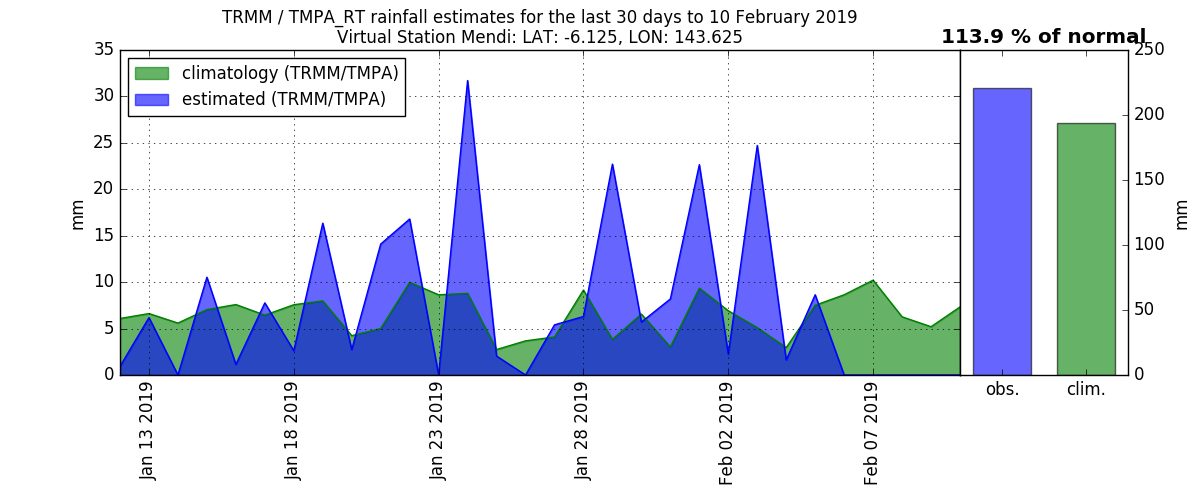 TRMM / TMPA_RT rainfall estimates for the last 30 days to 10 February 2019
Virtual Station Mendi: LAT: -6.125, LON: 143.625
113.9 % of normal
climatology (TRMM/TMPA)
estimated (TRMM/TMPA)
35
30
25
20
15
10
5
0
mm
250
200
150
100
50
0
mm
Jan 13 2019
Jan 18 2019
Jan 23 2019
Jan 28 2019
Feb 02 2019
Feb 07 2019
obs.
clim.